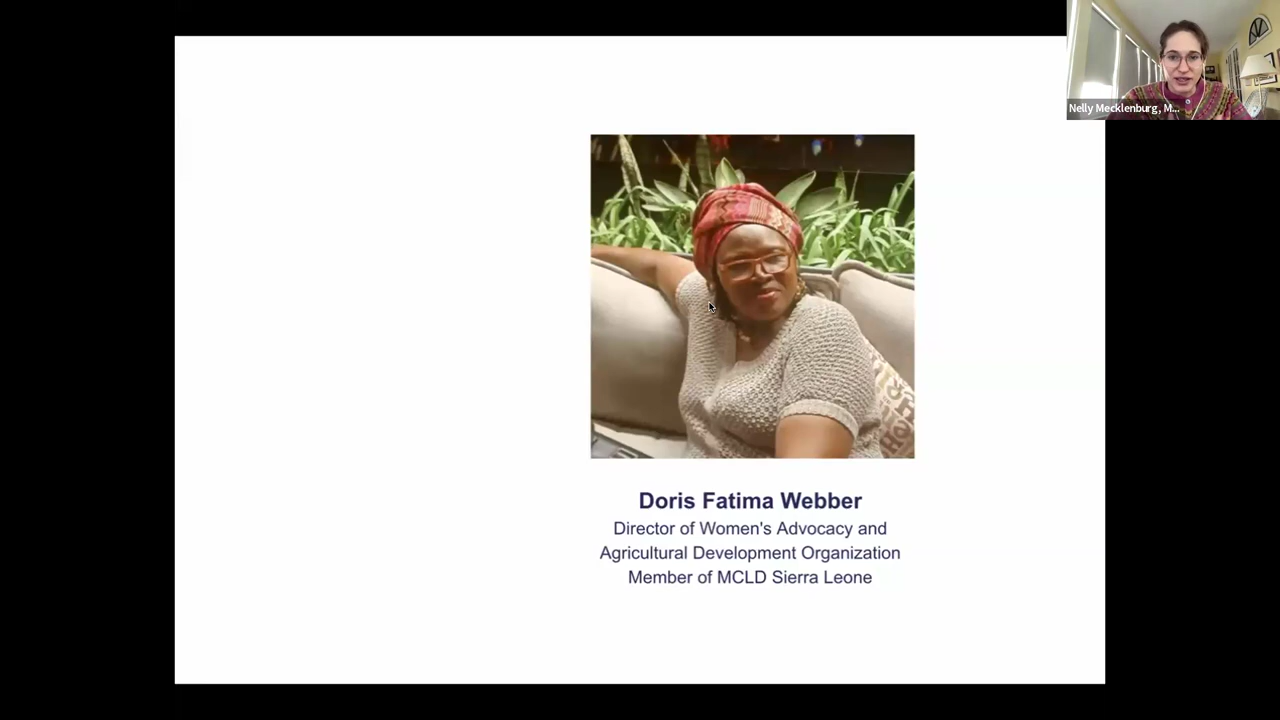 Nelly Mecklenburg, M...
Doris Fatima Webber
Director of Women's Advocacy and
Agricultural Development Organization
Member of MCLD Sierra Leone